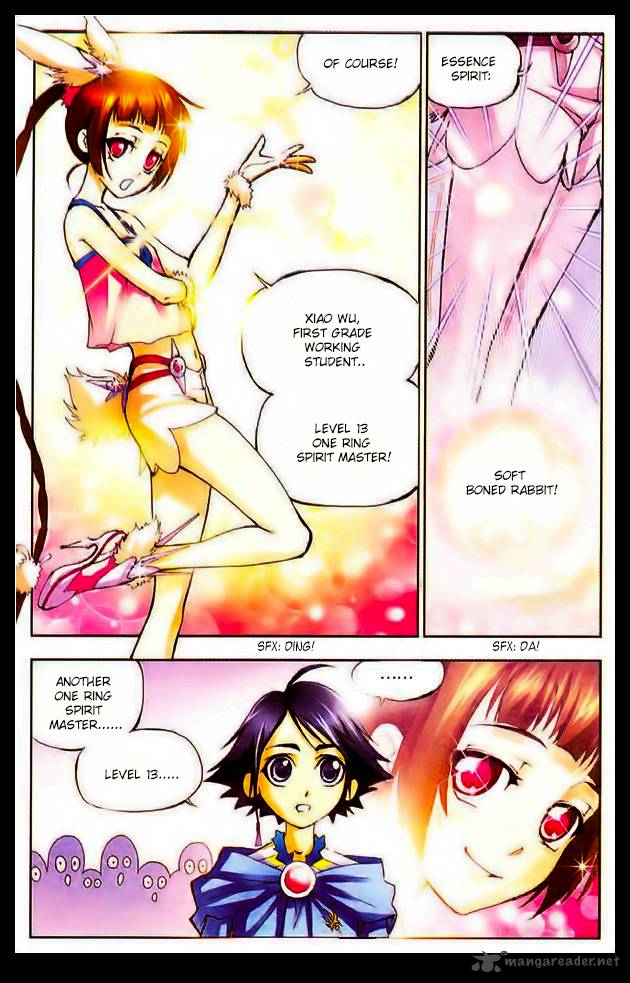 OF COURSE!
XIAO WU,
FIRST GRADE
WORKING
STUDENT..
LEVEL 13
ONE RING
SPIRIT MASTER!
ESSENCE
SPIRIT:
SOFT
BONED RABBIT!
SFX: DING!
SFX: DA!
ANOTHER
ONE RING
SPIRIT
MASTER......
LEVEL 13.....
......
mangareader.net